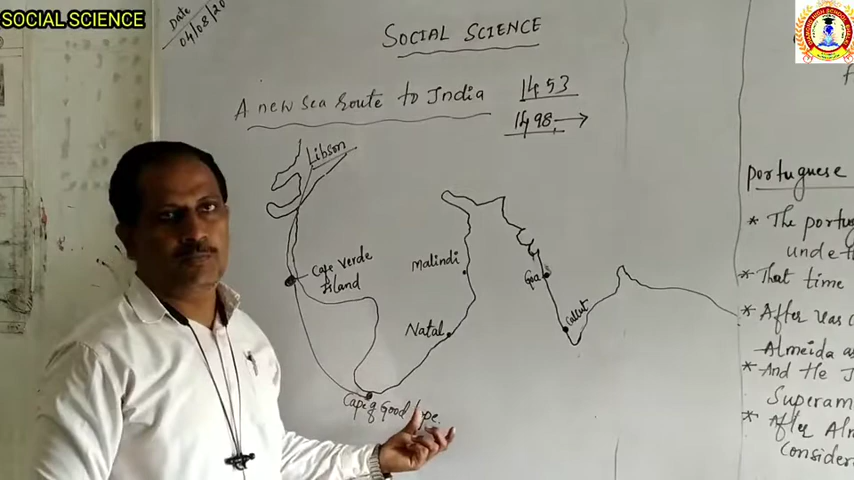 SOCIAL SCIENCE
Date
04/08/20
SOCIAL SCIENCE
A new sea route to India
1453
1498
Libson
Cape Verde
Island
Malindi
Natal
Cape of Good
Goa
Calicut
Portuguese
* The portu
unde the
* That time
* After
Almeida a
* And the
Superam
* After Alm
consider